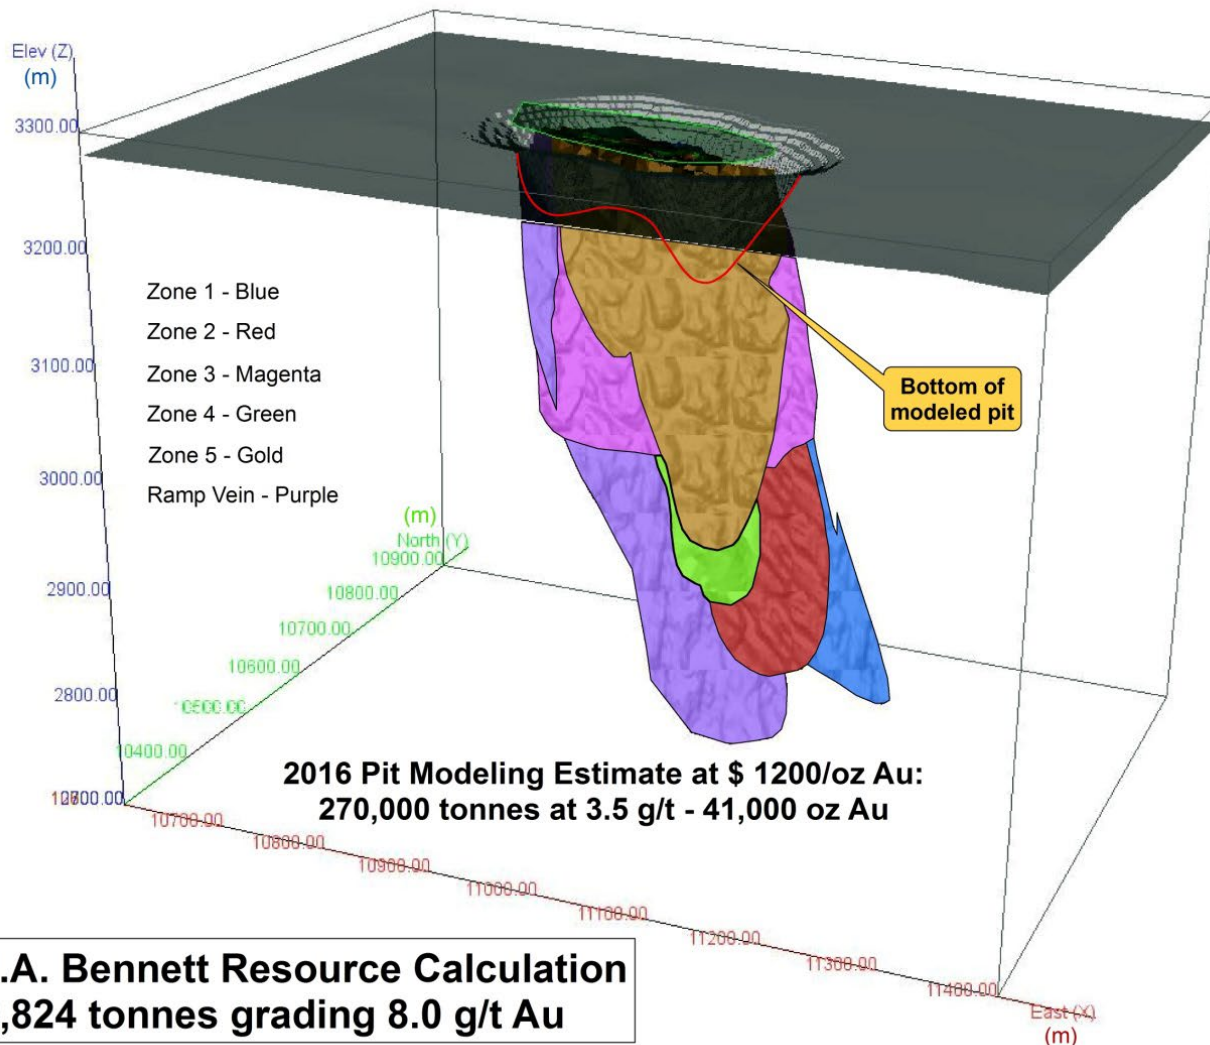 Elev (Z)
(m)
3300.00
3200.00
3100.00
3000.00
2900.00
2800.00
Zone 1 - Blue
Zone 2 - Red
Zone 3 - Magenta
Zone 4 - Green
Zone 5 - Gold
Ramp Vein - Purple
Bottom of
modeled pit
(m)
North (Y)
10900.00
10800.00
10700.00
10600.00
10500.00
10400.00
2016 Pit Modeling Estimate at $ 1200/oz Au:
270,000 tonnes at 3.5 g/t - 41,000 oz Au
10700.00
10800.00
10900.00
11000.00
11100.00
11200.00
11300.00
11400.00
East (X)
(m)
.A. Bennett Resource Calculation
,824 tonnes grading 8.0 g/t Au